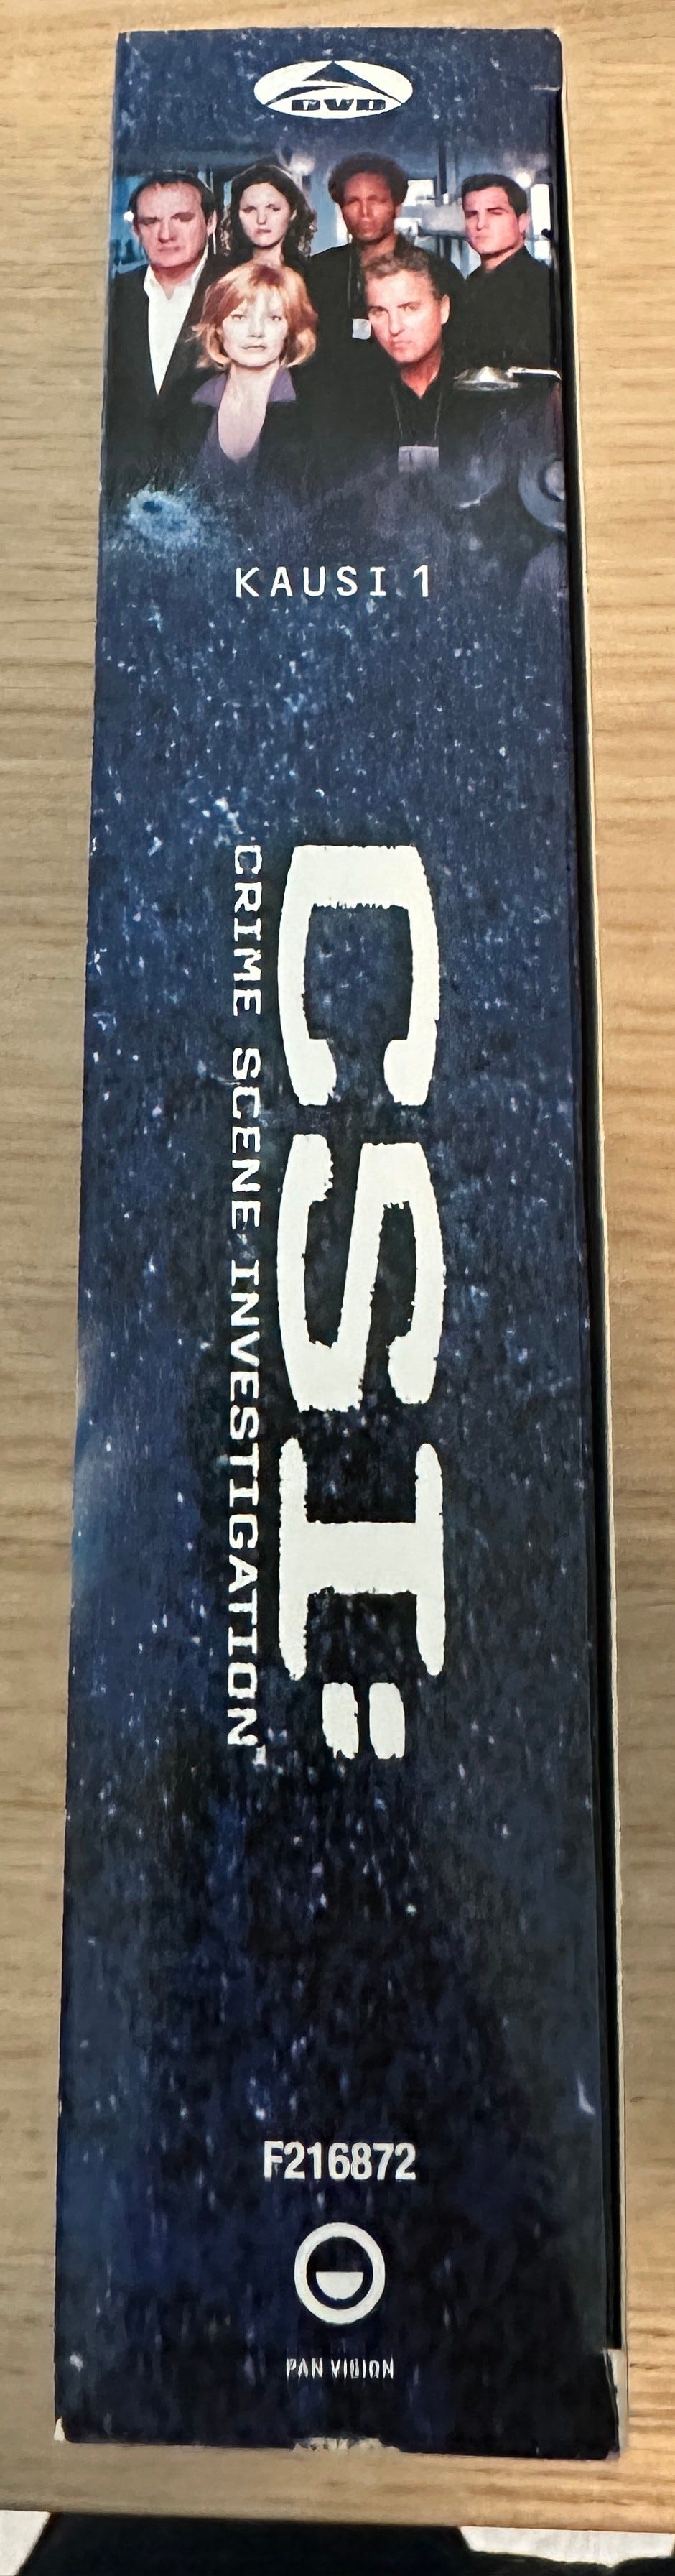 DVD
KAUSI 1
CSI:
CRIME SCENE INVESTIGATION
F216872
PAN VISION